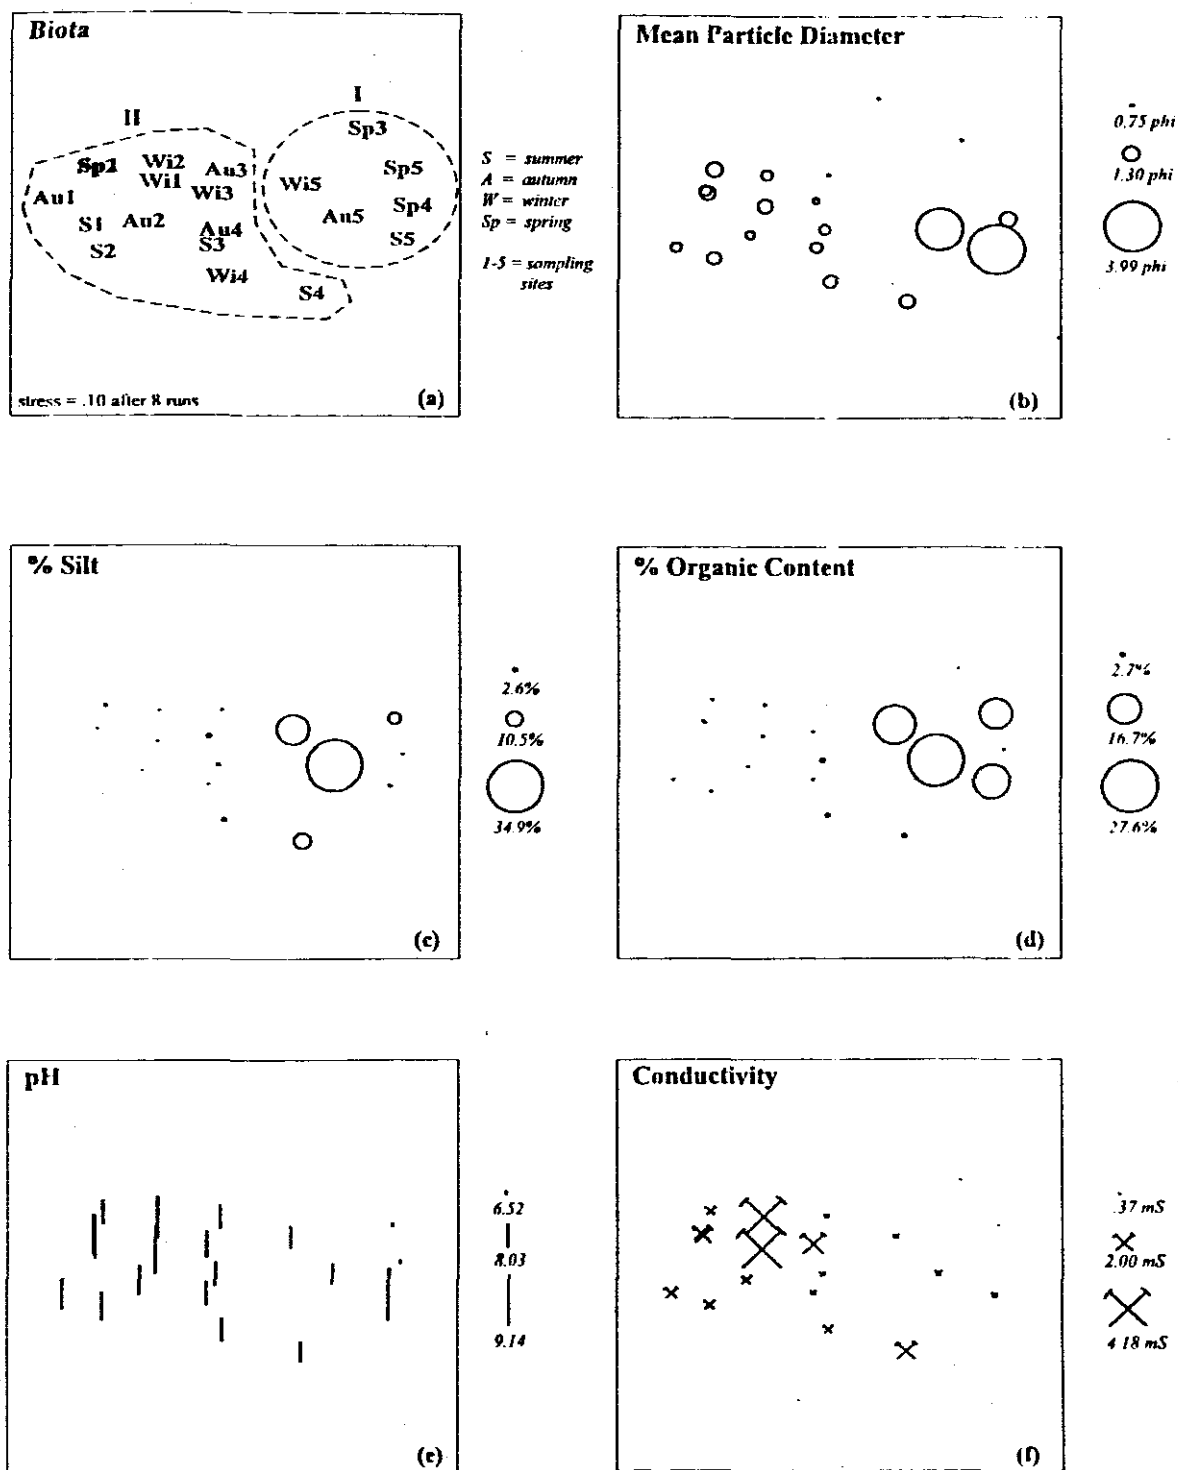 Biota
I
II
Sp3
Wi2
Au3
Sp5
Wi1
Wi5
Wi3
Au1
Sp4
Au5
S1
Au2
Au4
S2
S3
S5
Wi4
S4
stress = .10 after 8 runs
(a)
S = summer
A = autumn
W = winter
Sp = spring
1-5 = sampling
sites
Mean Particle Diameter
(b)
0.75 phi
1.30 phi
3.99 phi
% Silt
(c)
2.6%
10.5%
34.9%
% Organic Content
(d)
2.7%
16.7%
27.6%
pH
(e)
6.52
8.03
9.14
Conductivity
(f)
.37 mS
2.00 mS
4.18 mS